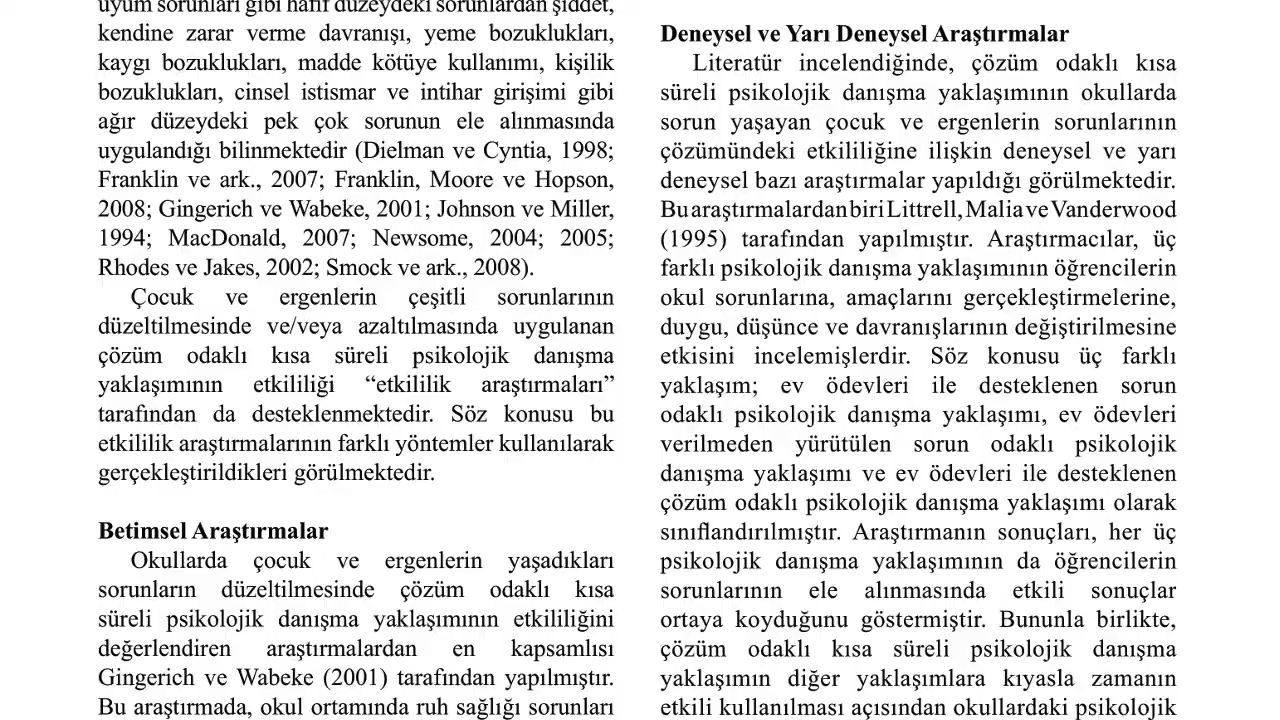 uyum sorunları gibi hafif düzeydeki sorunlardan şiddet,
kendine zarar verme davranışı, yeme bozuklukları,
kaygı bozuklukları, madde kötüye kullanımı, kişilik
bozuklukları, cinsel istismar ve intihar girişimi gibi
ağır düzeydeki pek çok sorunun ele alınmasında
uygulandığı bilinmektedir (Dielman ve Cyntia, 1998;
Franklin ve ark., 2007; Franklin, Moore ve Hopson,
2008; Gingerich ve Wabeke, 2001; Johnson ve Miller,
1994; MacDonald, 2007; Newsome, 2004; 2005;
Rhodes ve Jakes, 2002; Smock ve ark., 2008).
Çocuk ve ergenlerin çeşitli sorunlarının
düzeltilmesinde ve/veya azaltılmasında uygulanan
çözüm odaklı kısa süreli psikolojik danışma
yaklaşımının etkililiği “etkililik araştırmaları”
tarafından da desteklenmektedir. Söz konusu bu
etkililik araştırmalarının farklı yöntemler kullanılarak
gerçekleştirildikleri görülmektedir.
Betimsel Araştırmalar
Okullarda çocuk ve ergenlerin yaşadıkları
sorunların düzeltilmesinde çözüm odaklı kısa
süreli psikolojik danışma yaklaşımının etkililiğini
değerlendiren araştırmalardan en kapsamlısı
Gingerich ve Wabeke (2001) tarafından yapılmıştır.
Bu araştırmada, okul ortamında ruh sağlığı sorunları
Deneysel ve Yarı Deneysel Araştırmalar
Literatür incelendiğinde, çözüm odaklı kısa
süreli psikolojik danışma yaklaşımının okullarda
sorun yaşayan çocuk ve ergenlerin sorunlarının
çözümündeki etkililiğine ilişkin deneysel ve yarı
deneysel bazı araştırmalar yapıldığı görülmektedir.
Bu araştırmalardan biri Littrell, Malia ve Vanderwood
(1995) tarafından yapılmıştır. Araştırmacılar, üç
farklı psikolojik danışma yaklaşımının öğrencilerin
okul sorunlarına, amaçlarını gerçekleştirmelerine,
duygu, düşünce ve davranışlarının değiştirilmesine
etkisini incelemişlerdir. Söz konusu üç farklı
yaklaşım; ev ödevleri ile desteklenen sorun
odaklı psikolojik danışma yaklaşımı, ev ödevleri
verilmeden yürütülen sorun odaklı psikolojik
danışma yaklaşımı ve ev ödevleri ile desteklenen
çözüm odaklı psikolojik danışma yaklaşımı olarak
sınıflandırılmıştır. Araştırmanın sonuçları, her üç
psikolojik danışma yaklaşımının da öğrencilerin
sorunlarının ele alınmasında etkili sonuçlar
ortaya koyduğunu göstermiştir. Bununla birlikte,
çözüm odaklı kısa süreli psikolojik danışma
yaklaşımın diğer yaklaşımlara kıyasla zamanın
etkili kullanılması açısından okullardaki psikolojik